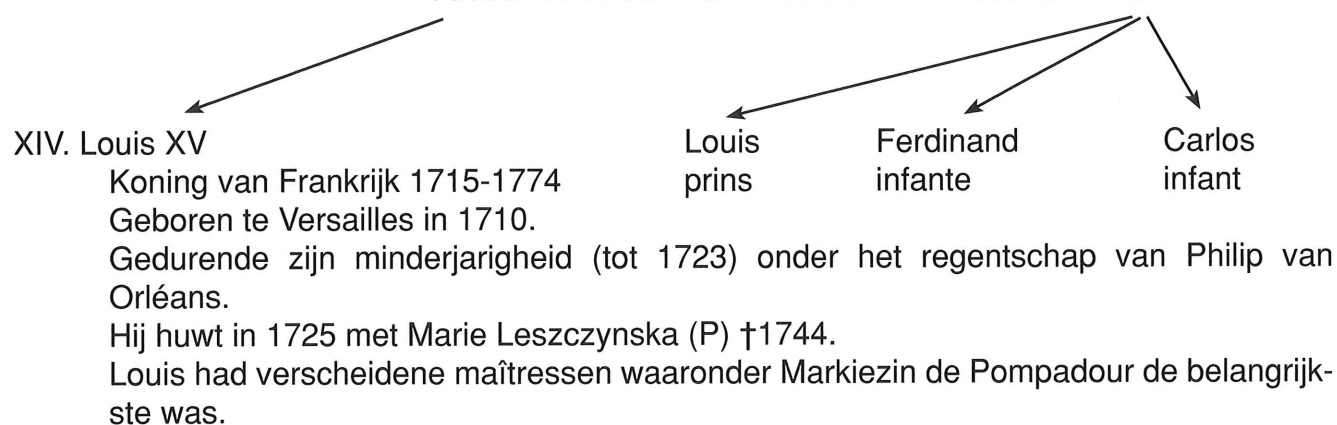 XIV. Louis XV
Louis Ferdinand Carlos
prins infante infant
Koning van Frankrijk 1715-1774
Geboren te Versailles in 1710.
Gedurende zijn minderjarigheid (tot 1723) onder het regentschap van Philip van
Orléans.
Hij huwt in 1725 met Marie Leszczynska (P) †1744.
Louis had verscheidene maîtressen waaronder Markiezin de Pompadour de belangrijk-
ste was.